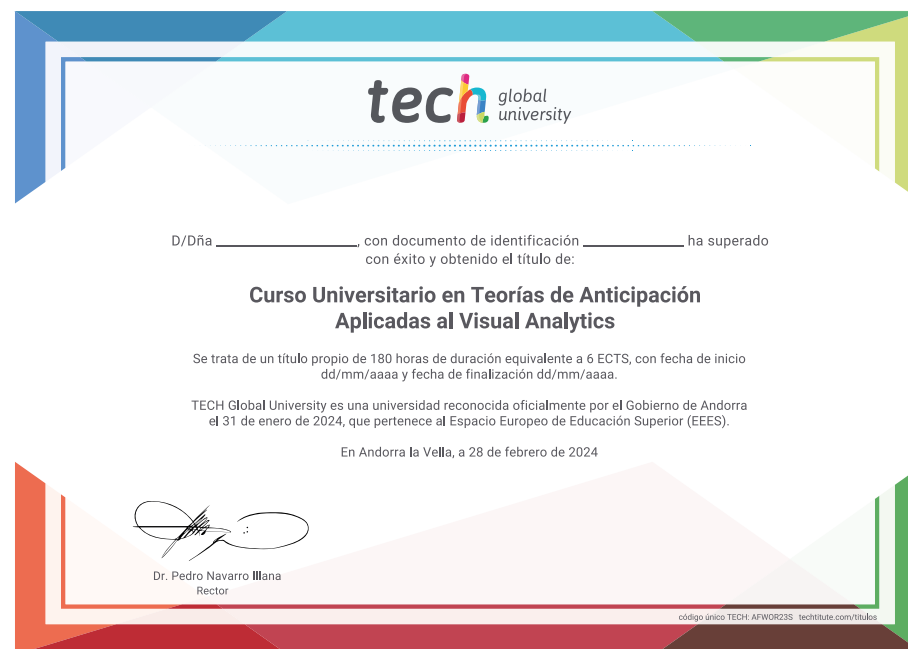 tech global university
D/Dña ______________, con documento de identificación __________ ha superado
con éxito y obtenido el título de:
Curso Universitario en Teorías de Anticipación
Aplicadas al Visual Analytics
Se trata de un título propio de 180 horas de duración equivalente a 6 ECTS, con fecha de inicio
dd/mm/aaaa y fecha de finalización dd/mm/aaaa.
TECH Global University es una universidad reconocida oficialmente por el Gobierno de Andorra
el 31 de enero de 2024, que pertenece al Espacio Europeo de Educación Superior (EEES).
En Andorra la Vella, a 28 de febrero de 2024
Dr. Pedro Navarro Illana
Rector
código único TECH: AFWOR23S techtitute.com/titulos